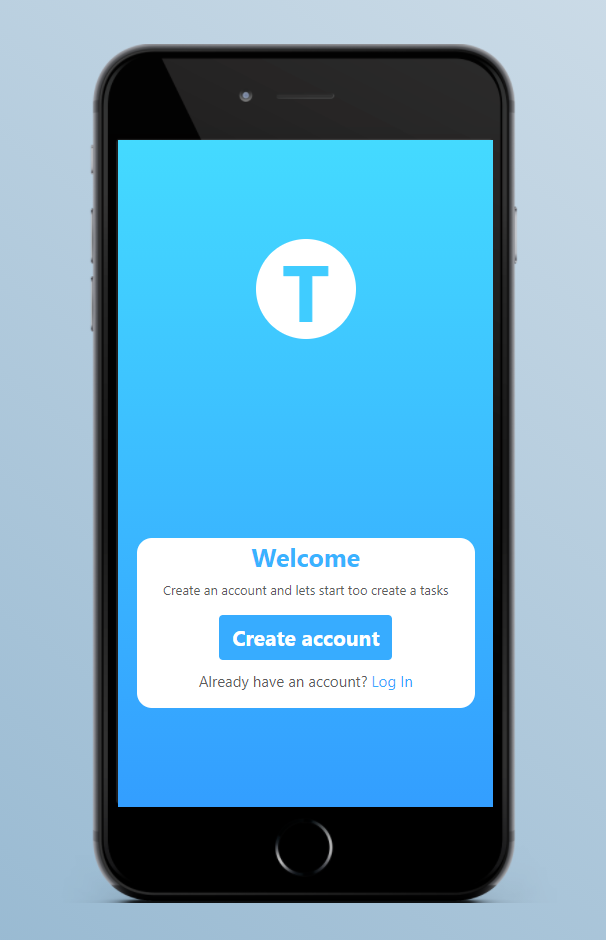 T
Welcome
Create an account and lets start too create a tasks
Create account
Already have an account? Log In